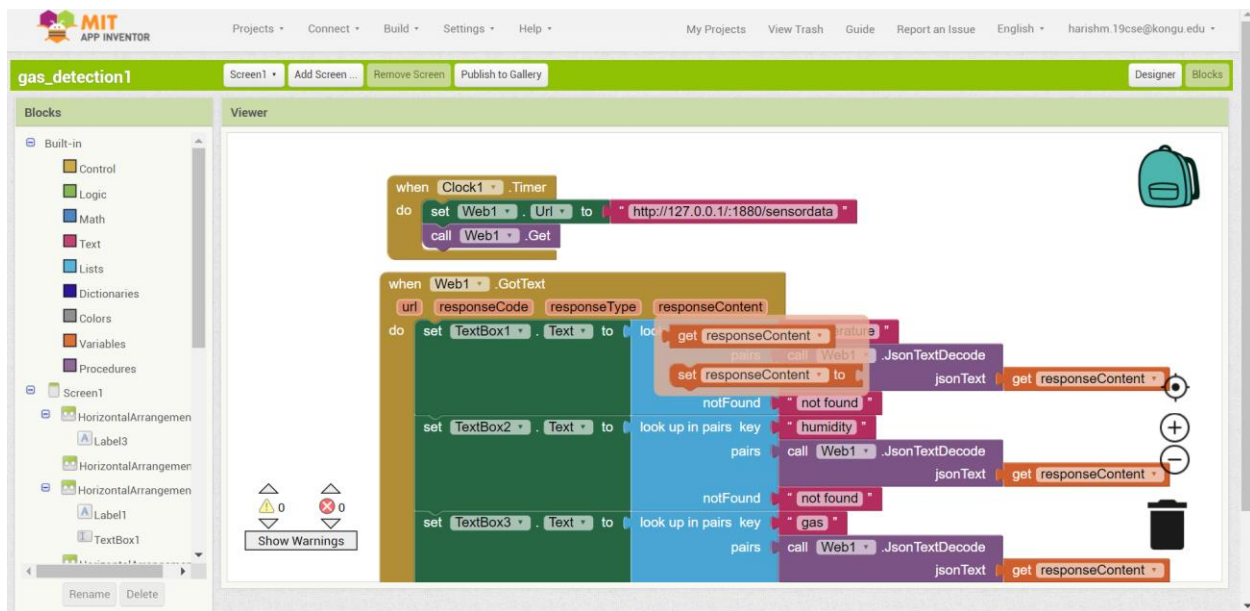 MIT
APP INVENTOR
Projects Connect Build Settings Help My Projects View Trash Guide Report an Issue English harishm.19cse@kongu.edu
gas_detection1 Screen1 Add Screen ... Remove Screen Publish to Gallery Designer Blocks
Blocks
Built-in
Control
Logic
Math
Text
Lists
Dictionaries
Colors
Variables
Procedures
Screen1
HorizontalArrangemen
Label3
HorizontalArrangemen
HorizontalArrangemen
Label1
TextBox1
Rename Delete
Viewer
when Clock1 .Timer
do set Web1 . Url to " http://127.0.0.1/:1880/sensordata "
call Web1 .Get
when Web1 .GotText
url responseCode responseType responseContent
do set TextBox1 . Text to
get responseContent
pairs call Web1 .JsonTextDecode
set responseContent to
jsonText get responseContent
notFound " not found "
set TextBox2 . Text to look up in pairs key " humidity "
pairs call Web1 .JsonTextDecode
jsonText get responseContent
notFound " not found "
set TextBox3 . Text to look up in pairs key " gas "
pairs call Web1 .JsonTextDecode
jsonText get responseContent
0 0
Show Warnings